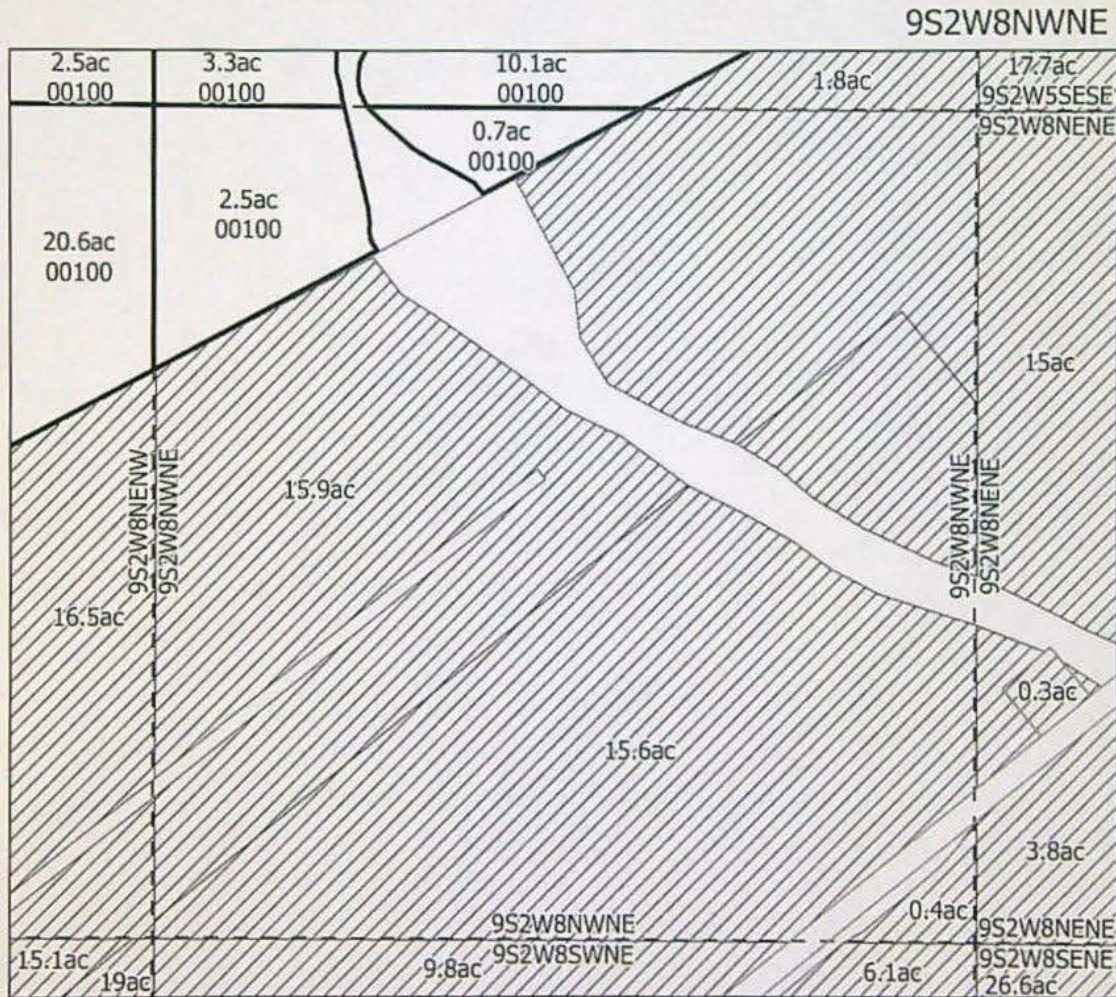 9S2W8NWNE
2.5ac
00100
3.3ac
00100
10.1ac
00100
1.8ac
17.7ac
9S2W5SESE
9S2W8NENE
0.7ac
00100
2.5ac
00100
20.6ac
00100
15ac
9S2W8NENW
9S2W8NWNE
15.9ac
9S2W8NWNE
9S2W8NENE
16.5ac
0.3ac
15.6ac
3.8ac
0.4ac
9S2W8NWNE
9S2W8SWNE
9S2W8NENE
9S2W8SENE
15.1ac
19ac
9.8ac
6.1ac
26.6ac